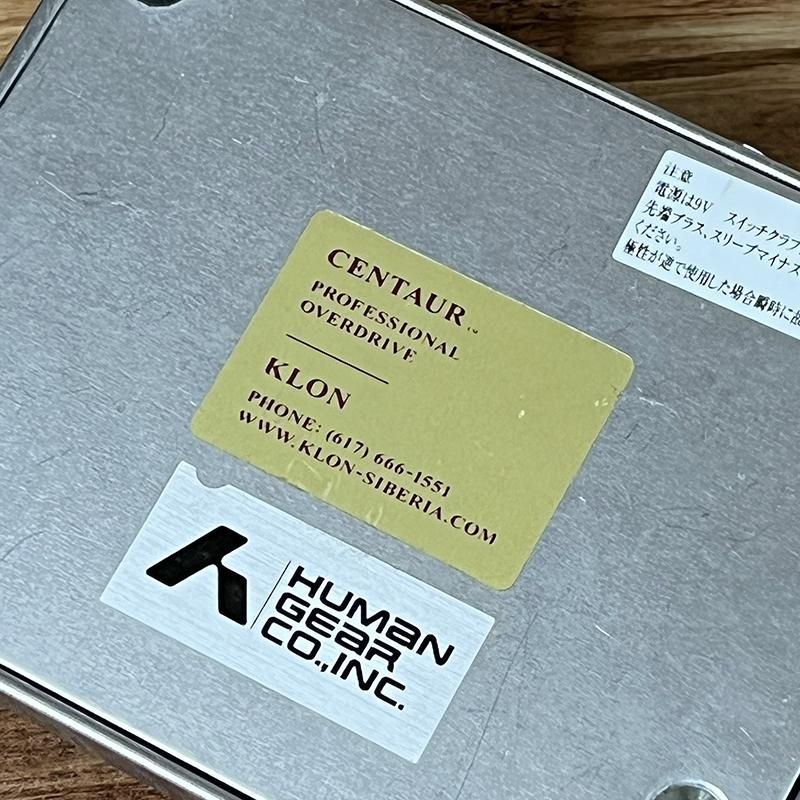 CENTAUR™
PROFESSIONAL
OVERDRIVE
KLON
PHONE: (617) 666-1551
WWW.KLON-SIBERIA.COM
HUMAN
GEAR
CO.,INC.
注意
電源は9V スイッチクラフ
先端プラス、スリーブマイナス
ください。
極性が逆で使用した場合瞬時に故